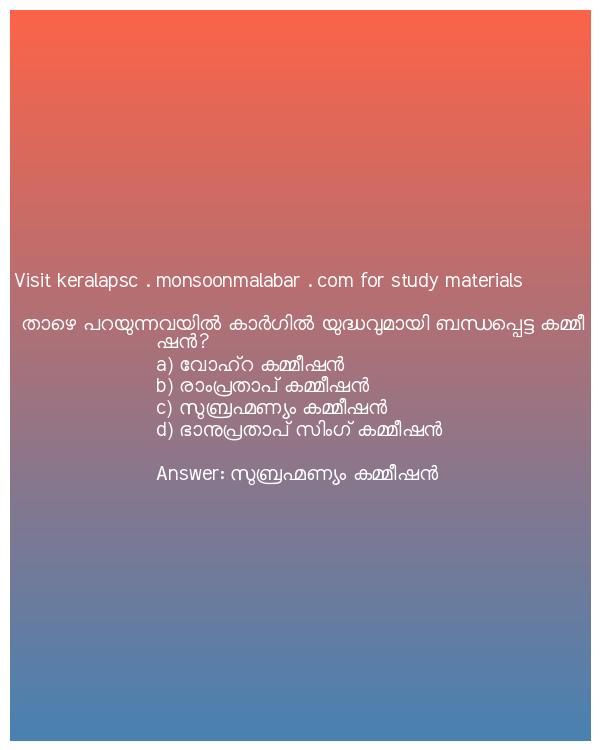 Visit keralapsc . monsoonmalabar . com for study materials
താഴെ പറയുന്നവയിൽ കാർഗിൽ യുദ്ധവുമായി ബന്ധപ്പെട്ട കമ്മീ
ഷൻ?
a) വോഹ്റ കമ്മീഷൻ
b) രാംപ്രതാപ് കമ്മീഷൻ
c) സുബ്രഹ്മണ്യം കമ്മീഷൻ
d) ഭാനുപ്രതാപ് സിംഗ് കമ്മീഷൻ
Answer: സുബ്രഹ്മണ്യം കമ്മീഷൻ